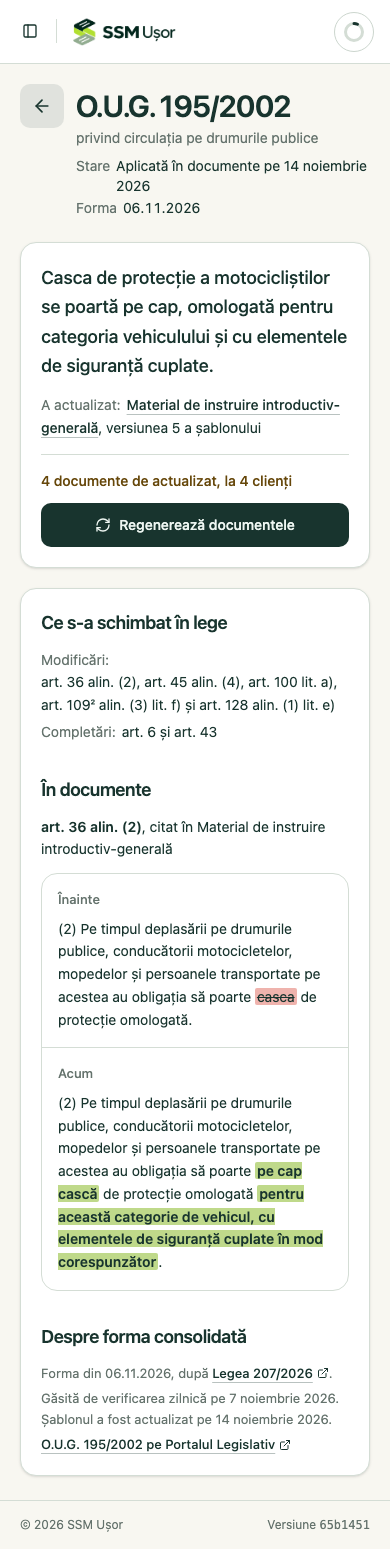 SSM Ușor
O.U.G. 195/2002
privind circulația pe drumurile publice
Stare Aplicată în documente pe 14 noiembrie
2026
Forma 06.11.2026
Casca de protecție a motocicliștilor
se poartă pe cap, omologată pentru
categoria vehiculului și cu elementele
de siguranță cuplate.
A actualizat: Material de instruire introductiv-
generală, versiunea 5 a șablonului
4 documente de actualizat, la 4 clienți
Regenerează documentele
Ce s-a schimbat în lege
Modificări:
art. 36 alin. (2), art. 45 alin. (4), art. 100 lit. a),
art. 109² alin. (3) lit. f) și art. 128 alin. (1) lit. e)
Completări: art. 6 și art. 43
În documente
art. 36 alin. (2), citat în Material de instruire
introductiv-generală
Înainte
(2) Pe timpul deplasării pe drumurile
publice, conducătorii motocicletelor,
mopedelor și persoanele transportate pe
acestea au obligația să poarte casca de
protecție omologată.
Acum
(2) Pe timpul deplasării pe drumurile
publice, conducătorii motocicletelor,
mopedelor și persoanele transportate pe
acestea au obligația să poarte pe cap
cască de protecție omologată pentru
această categorie de vehicul, cu
elementele de siguranță cuplate în mod
corespunzător.
Despre forma consolidată
Forma din 06.11.2026, după Legea 207/2026.
Găsită de verificarea zilnică pe 7 noiembrie 2026.
Șablonul a fost actualizat pe 14 noiembrie 2026.
O.U.G. 195/2002 pe Portalul Legislativ
© 2026 SSM Ușor
Versiune 65b1451